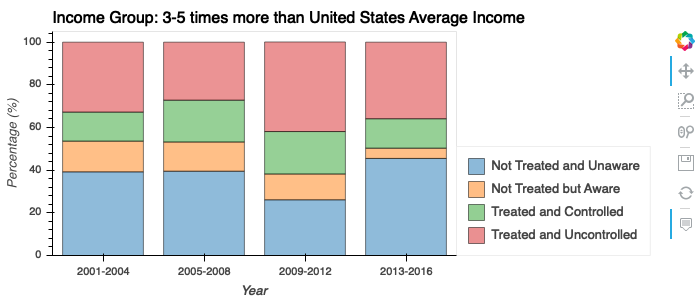 Income Group: 3-5 times more than United States Average Income
100
80
60
40
20
0
Percentage (%)
2001-2004 2005-2008 2009-2012 2013-2016
Year
Not Treated and Unaware
Not Treated but Aware
Treated and Controlled
Treated and Uncontrolled